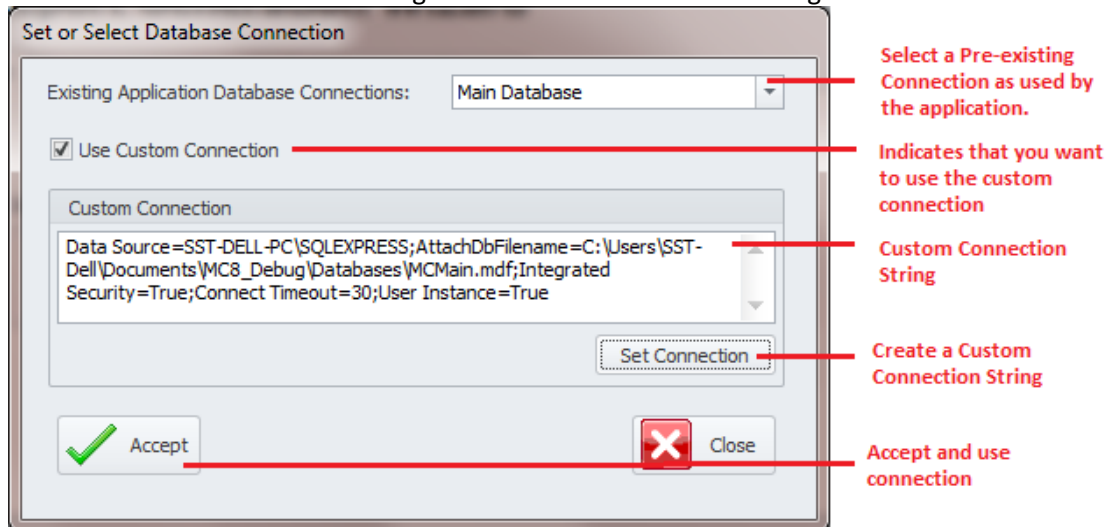 Set or Select Database Connection
Existing Application Database Connections:
Main Database
Select a Pre-existing
Connection as used by
the application.
Use Custom Connection
Indicates that you want
to use the custom
connection
Custom Connection
Data Source=SST-DELL-PC\SQLEXPRESS;AttachDbFilename=C:\Users\SST-
Dell\Documents\MC8_Debug\Databases\MCMain.mdf;Integrated
Security=True;Connect Timeout=30;User Instance=True
Custom Connection
String
Set Connection
Create a Custom
Connection String
Accept
Close
Accept and use
connection